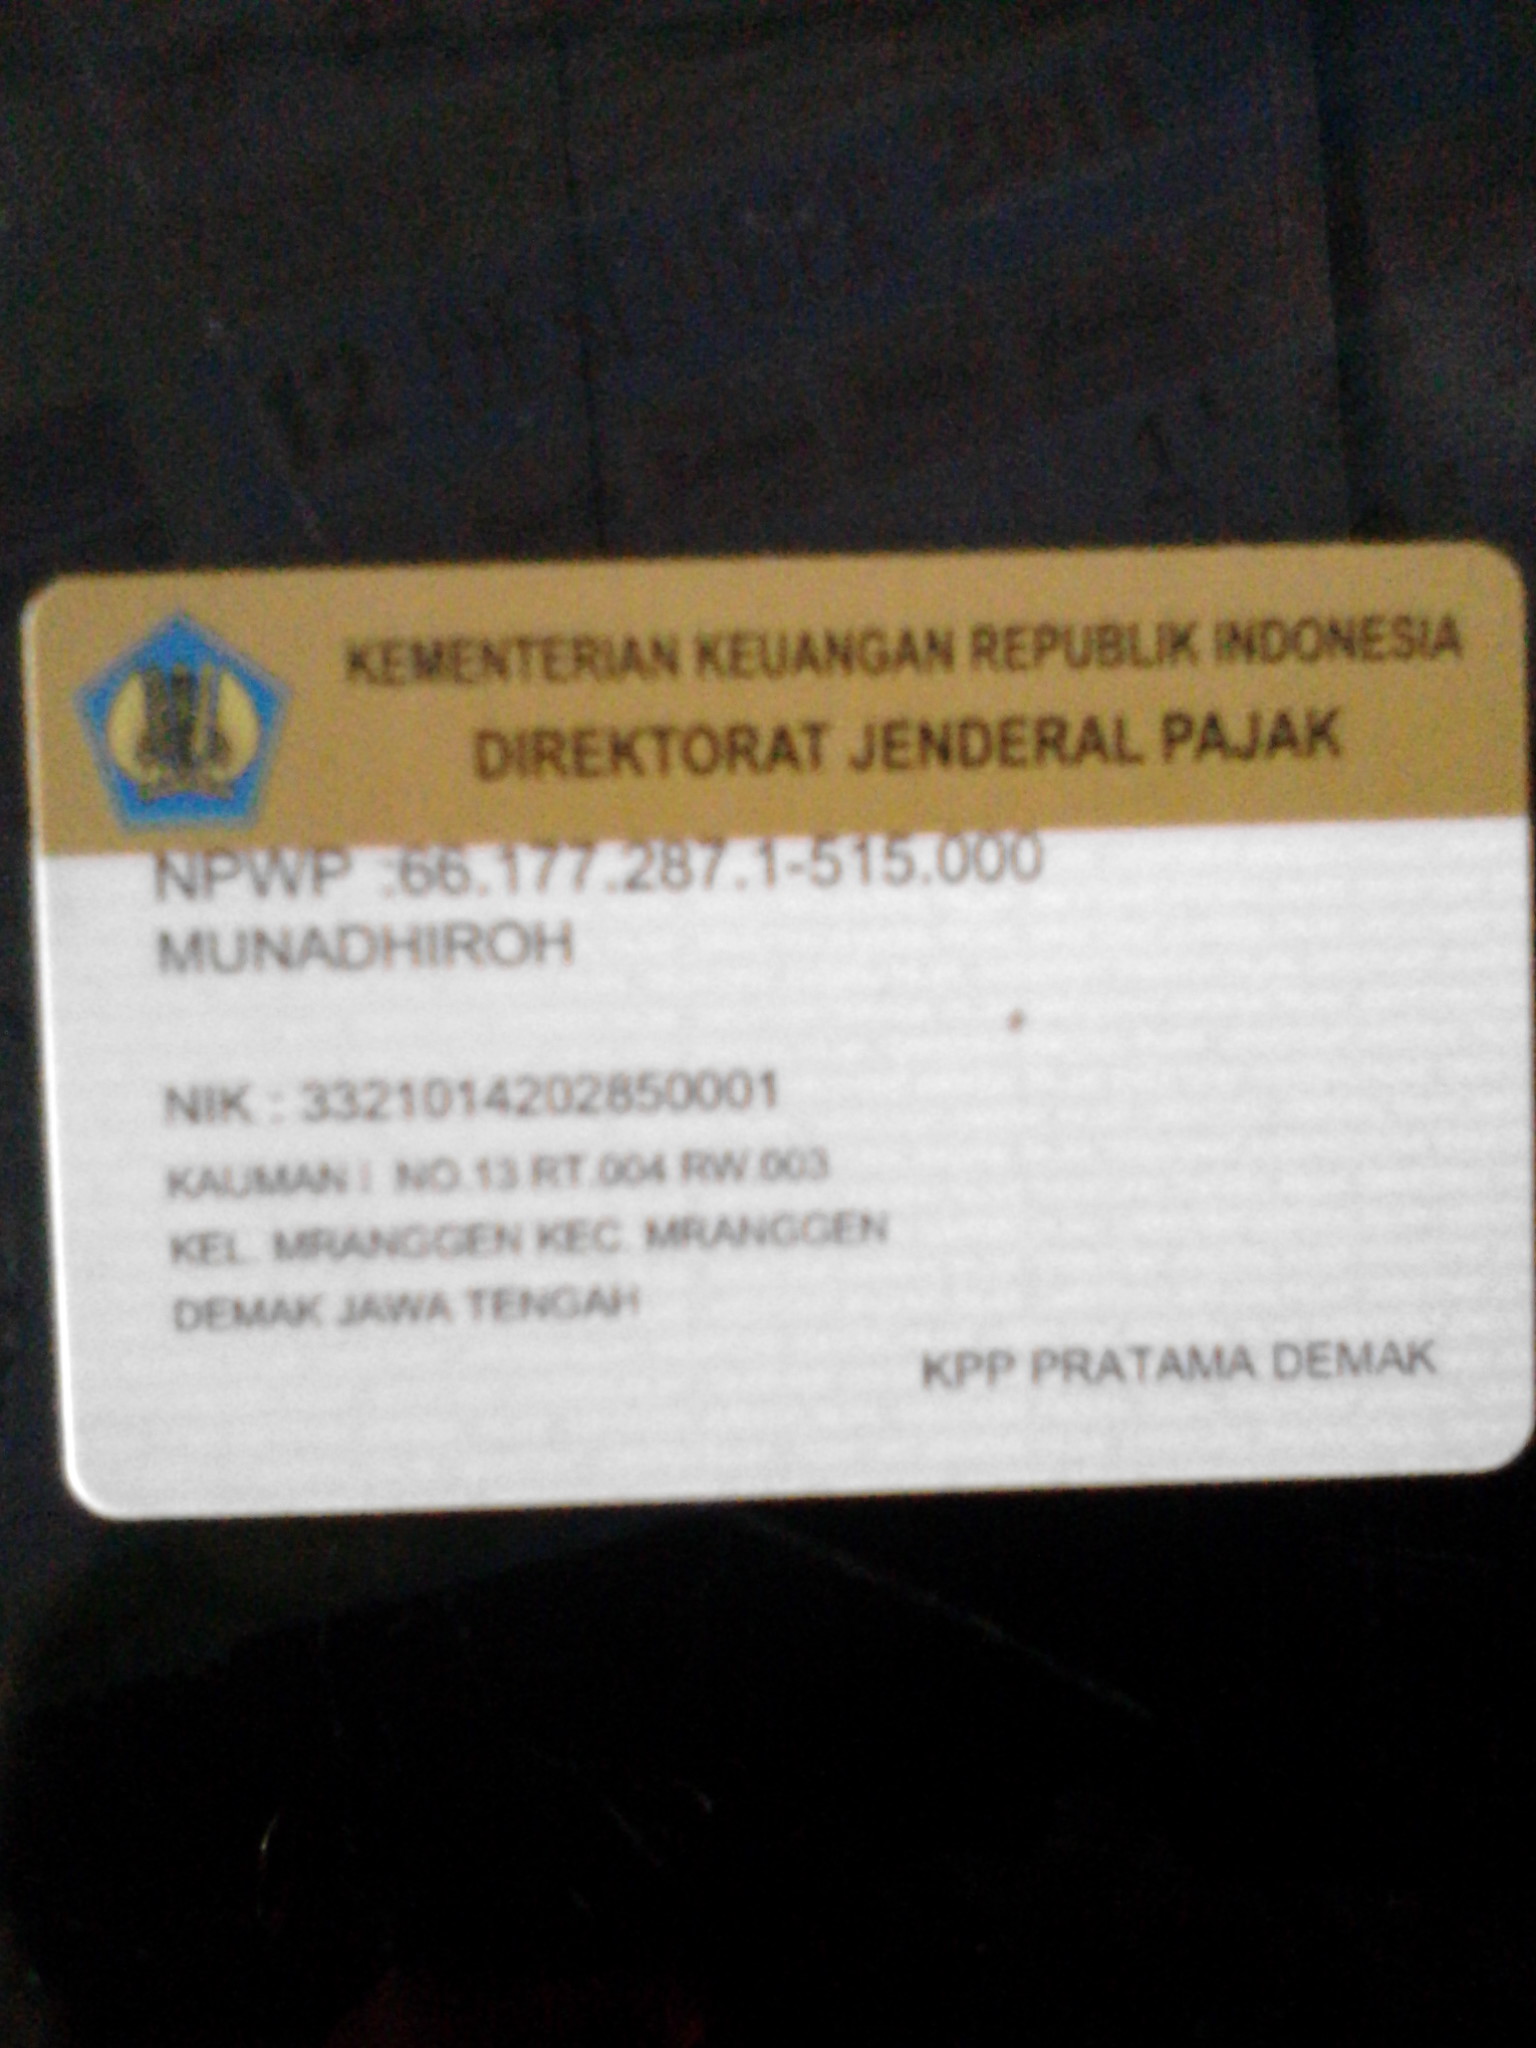 KEMENTERIAN KEUANGAN REPUBLIK INDONESIA
DIREKTORAT JENDERAL PAJAK
NPWP :66.177.287.1-515.000
MUNADHIROH
NIK : 3321014202850001
KAUMAN I NO.13 RT.004 RW.003
KEL. MRANGGEN KEC. MRANGGEN
DEMAK JAWA TENGAH
KPP PRATAMA DEMAK